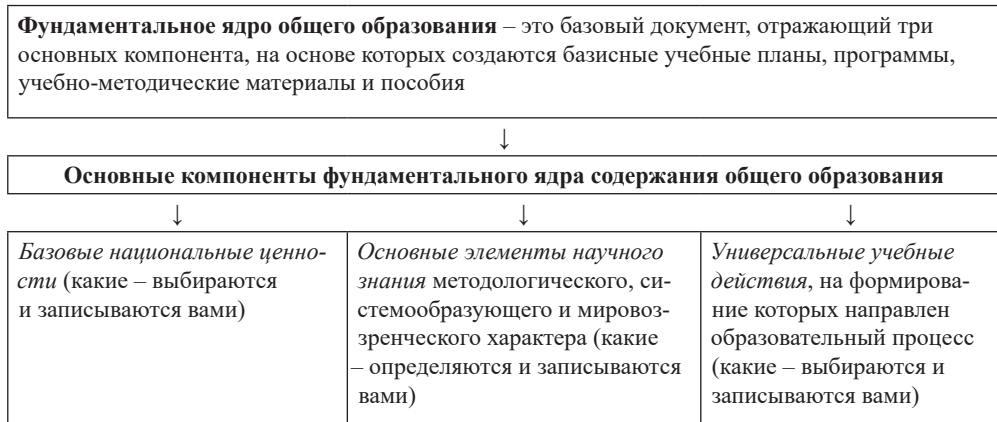 Фундаментальное ядро общего образования – это базовый документ, отражающий три
основных компонента, на основе которых создаются базисные учебные планы, программы,
учебно-методические материалы и пособия
↓
Основные компоненты фундаментального ядра содержания общего образования
↓ ↓ ↓
Базовые национальные ценно-
сти (какие – выбираются
и записываются вами)
Основные элементы научного
знания методологического, си-
стемообразующего и мировоз-
зренческого характера (какие
– определяются и записываются
вами)
Универсальные учебные
действия, на формирова-
ние которых направлен
образовательный процесс
(какие – выбираются и
записываются вами)